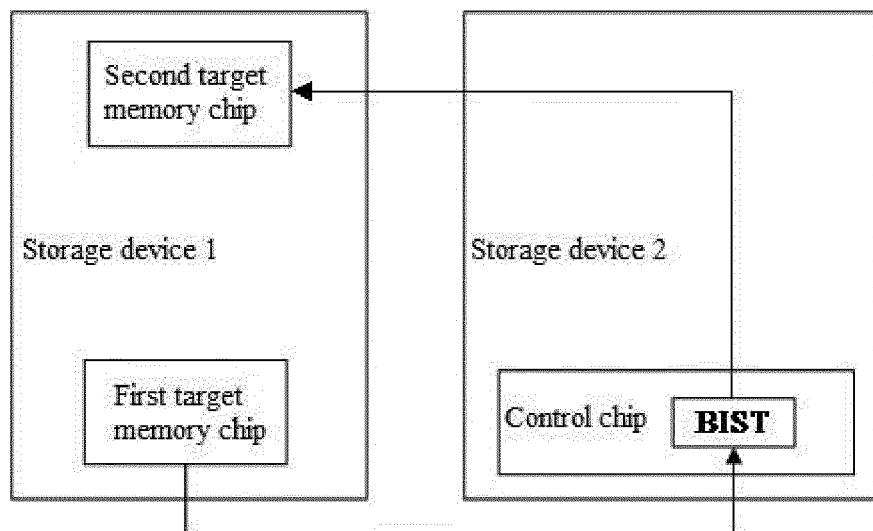 Second target
memory chip
Storage device 1
First target
memory chip
Storage device 2
Control chip
BIST